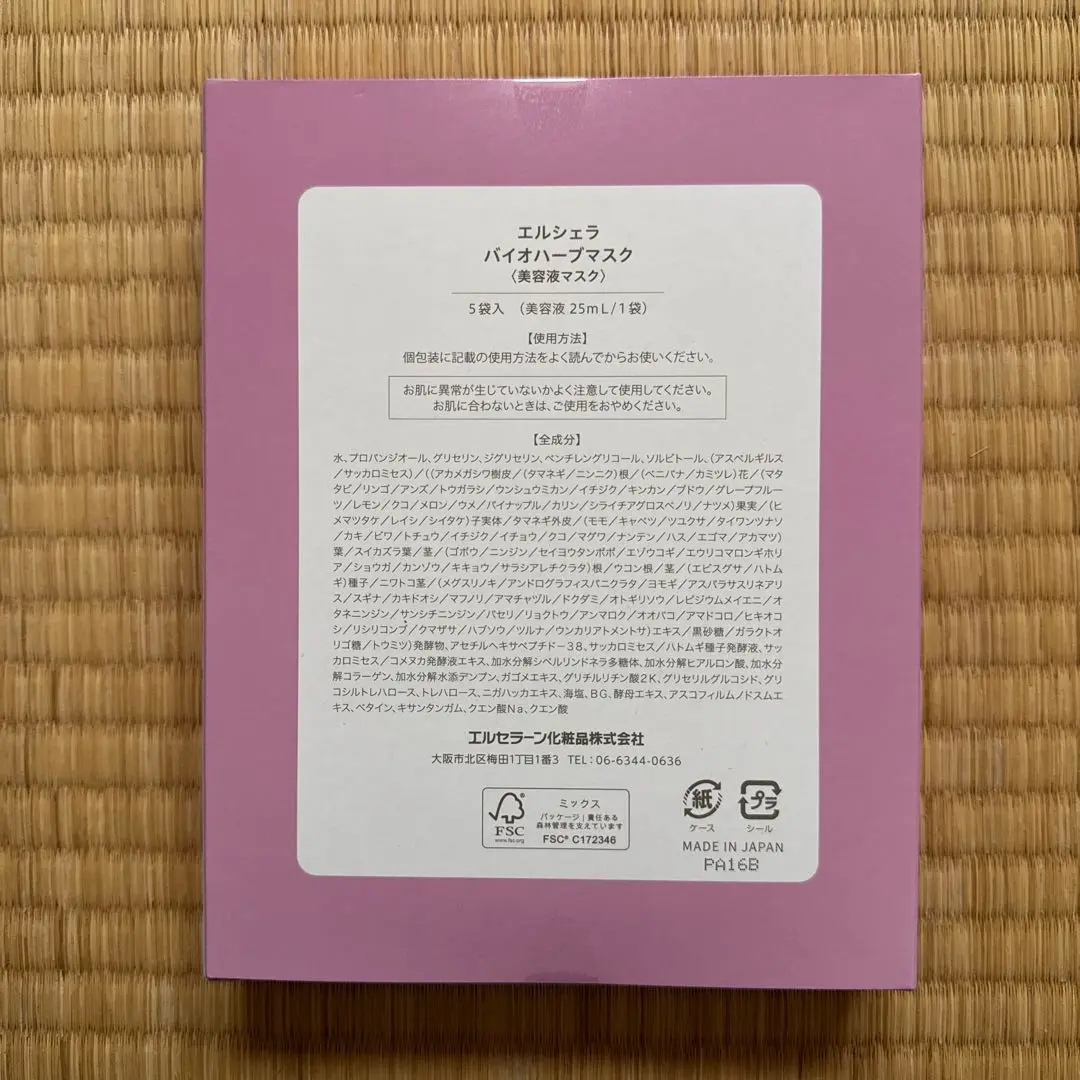 エルシェラ
バイオハーブマスク
〈美容液マスク〉
5袋入 （美容液 25mL/1袋）
【使用方法】
個包装に記載の使用方法をよく読んでからお使いください。
お肌に異常が生じていないかよく注意して使用してください。
お肌に合わないときは、ご使用をおやめください。
【全成分】
水、プロパンジオール、グリセリン、ジグリセリン、ペンチレングリコール、ソルビトール、（アスペルギルス
／サッカロミセス）／（（アカメガシワ樹皮／（タマネギ／ニンニク）根／（ベニバナ／カミツレ）花／（マタ
タビ／リンゴ／アンズ／トウガラシ／ウンシュウミカン／イチジク／キンカン／ブドウ／グレープフルー
ツ／レモン／クコ／メロン／ウメ／パイナップル／カリン／シライチアグロスペノリ／ナツメ）果実／（ヒ
メマツタケ／レイシ／シイタケ）子実体／タマネギ外皮／（モモ／キャベツ／ツユクサ／タイワンツナソ
／カキ／ビワ／トチュウ／イチジク／イチョウ／クコ／マグワ／ナンテン／ハス／エゴマ／アカマツ）
葉／スイカズラ葉／茎／（ゴボウ／ニンジン／セイヨウタンポポ／エゾウコギ／エウリコマロンギホリ
ア／ショウガ／カンゾウ／キキョウ／サラシアレチクラタ）根／ウコン根／茎／（エビスグサ／ハトム
ギ）種子／ニワトコ茎／（メグスリノキ／アンドログラフィスパニクラタ／ヨモギ／アスパラサスリネアリ
ス／スギナ／カキドオシ／マフノリ／アマチャヅル／ドクダミ／オトギリソウ／レピジウムメイエニ／オ
タネニンジン／サンシチニンジン／パセリ／リョクトウ／アンマロク／オオバコ／アマドコロ／ヒキオコ
シ／リシリコンブ／クマザサ／ハブソウ／ツルナ／ウンカリアトメントサ）エキス／黒砂糖／ガラクトオ
リゴ糖／トウミツ）発酵物、アセチルヘキサペプチド－38、サッカロミセス／ハトムギ種子発酵液、サッ
カロミセス／コメヌカ発酵液エキス、加水分解シベルリンドネラ多糖体、加水分解ヒアルロン酸、加水分
解コラーゲン、加水分解水添デンプン、ガゴメエキス、グリチルリチン酸2K、グリセリルグルコシド、グリ
コシルトレハロース、トレハロース、ニガハッカエキス、海塩、BG、酵母エキス、アスコフィルムノドスムエ
キス、ベタイン、キサンタンガム、クエン酸Na、クエン酸
エルセラーン化粧品株式会社
大阪市北区梅田1丁目1番3 TEL：06-6344-0636
FSC
www.fsc.org
ミックス
パッケージ｜責任ある
森林管理を支えています
FSC® C172346
紙
ケース
プラ
シール
MADE IN JAPAN
PA16B